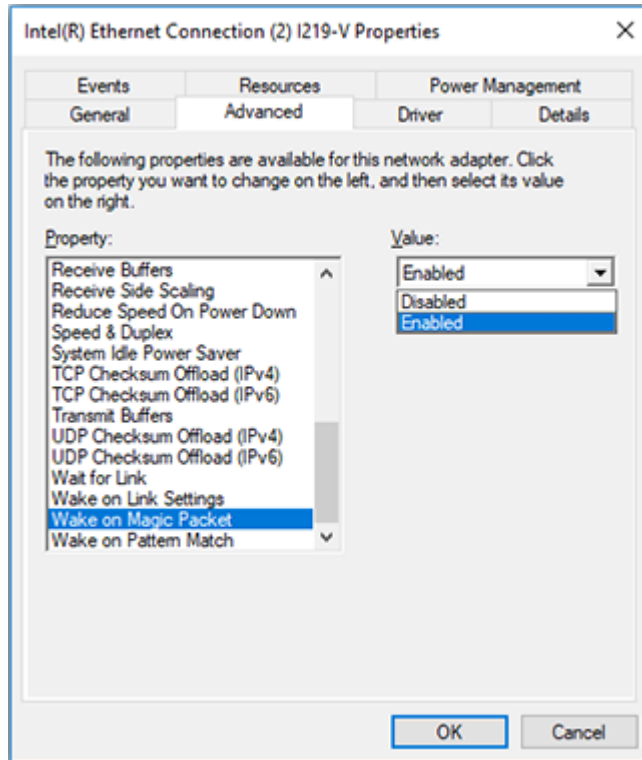 Intel(R) Ethernet Connection (2) I219-V Properties
Events
Resources
Power Management
General
Advanced
Driver
Details
The following properties are available for this network adapter. Click
the property you want to change on the left, and then select its value
on the right.
Property:
Receive Buffers
Receive Side Scaling
Reduce Speed On Power Down
Speed & Duplex
System Idle Power Saver
TCP Checksum Offload (IPv4)
TCP Checksum Offload (IPv6)
Transmit Buffers
UDP Checksum Offload (IPv4)
UDP Checksum Offload (IPv6)
Wait for Link
Wake on Link Settings
Wake on Magic Packet
Wake on Pattern Match
Value:
Enabled
Disabled
Enabled
OK
Cancel